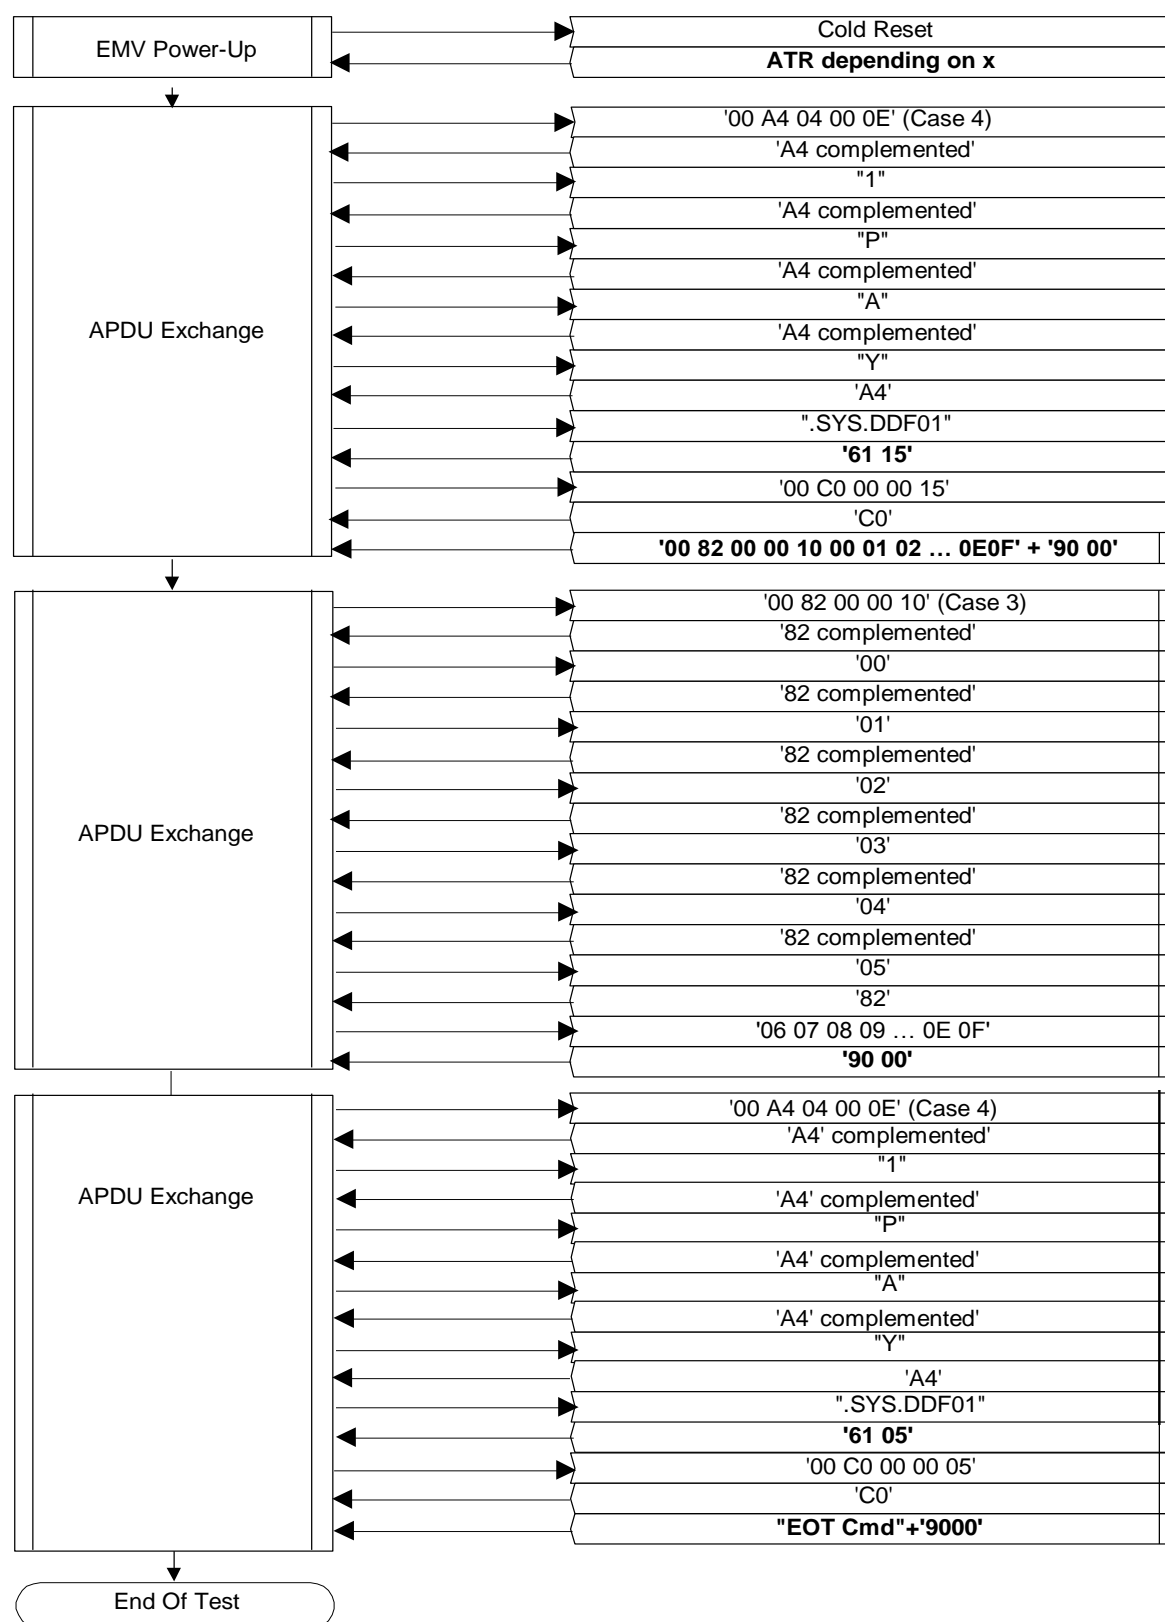 EMV Power-Up
Cold Reset
ATR depending on x
APDU Exchange
'00 A4 04 00 0E' (Case 4)
'A4 complemented'
"1"
'A4 complemented'
"P"
'A4 complemented'
"A"
'A4 complemented'
"Y"
'A4'
".SYS.DDF01"
'61 15'
'00 C0 00 00 15'
'C0'
'00 82 00 00 10 00 01 02 … 0E0F' + '90 00'
APDU Exchange
'00 82 00 00 10' (Case 3)
'82 complemented'
'00'
'82 complemented'
'01'
'82 complemented'
'02'
'82 complemented'
'03'
'82 complemented'
'04'
'82 complemented'
'05'
'82'
'06 07 08 09 … 0E 0F'
'90 00'
APDU Exchange
'00 A4 04 00 0E' (Case 4)
'A4' complemented'
"1"
'A4' complemented'
"P"
'A4' complemented'
"A"
'A4' complemented'
"Y"
'A4'
".SYS.DDF01"
'61 05'
'00 C0 00 00 05'
'C0'
"EOT Cmd"+'9000'
End Of Test